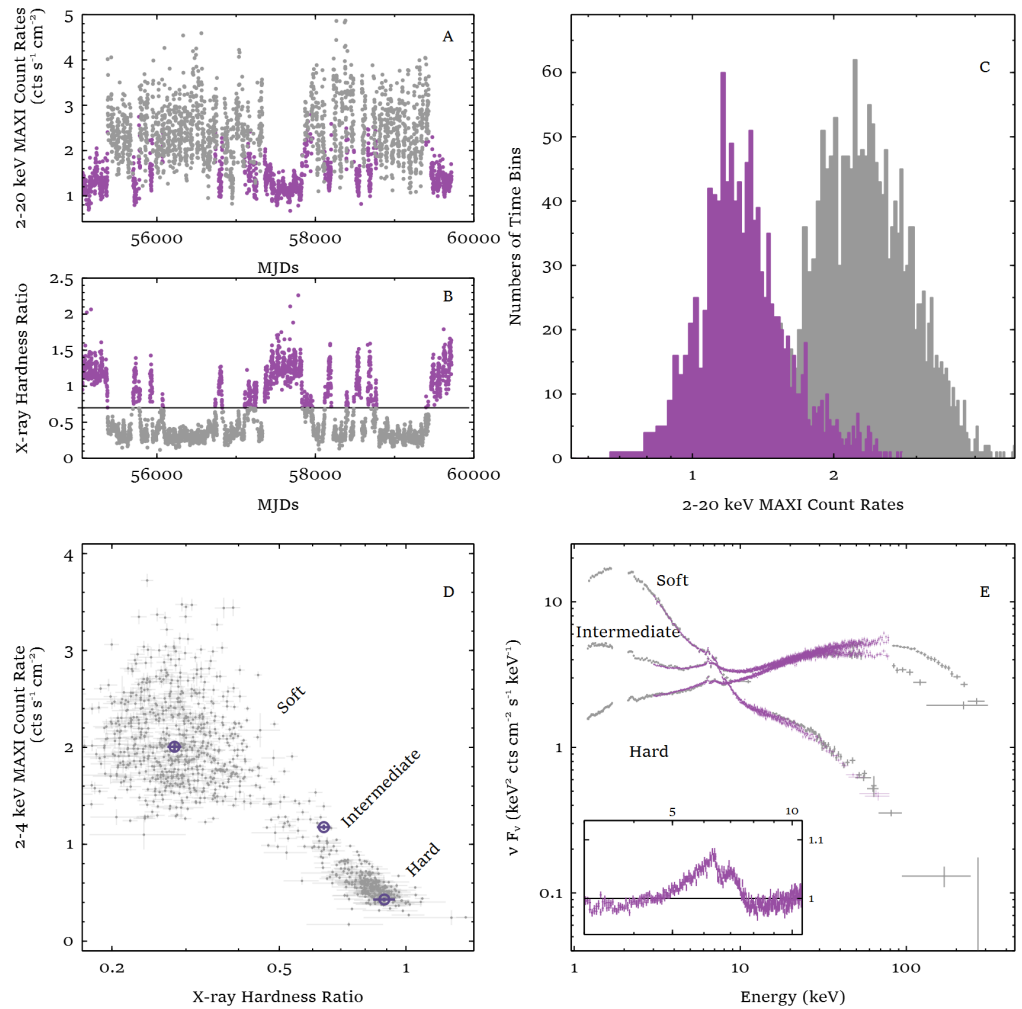 A
5
4
3
2
1
2-20 keV MAXI Count Rates
(cts s⁻¹ cm⁻²)
56000 58000 60000
MJDs
B
2.5
2
1.5
1
0.5
0
X-ray Hardness Ratio
56000 58000 60000
MJDs
C
60
50
40
30
20
10
0
Numbers of Time Bins
1 2
2-20 keV MAXI Count Rates
D
4
3
2
1
0
2-4 keV MAXI Count Rate
(cts s⁻¹ cm⁻²)
Soft
Intermediate
Hard
0.2 0.5 1
X-ray Hardness Ratio
E
10
1
0.1
ν Fᵥ (keV² cts cm⁻² s⁻¹ keV⁻¹)
Soft
Intermediate
Hard
5 10
1.1
1
1 10 100
Energy (keV)